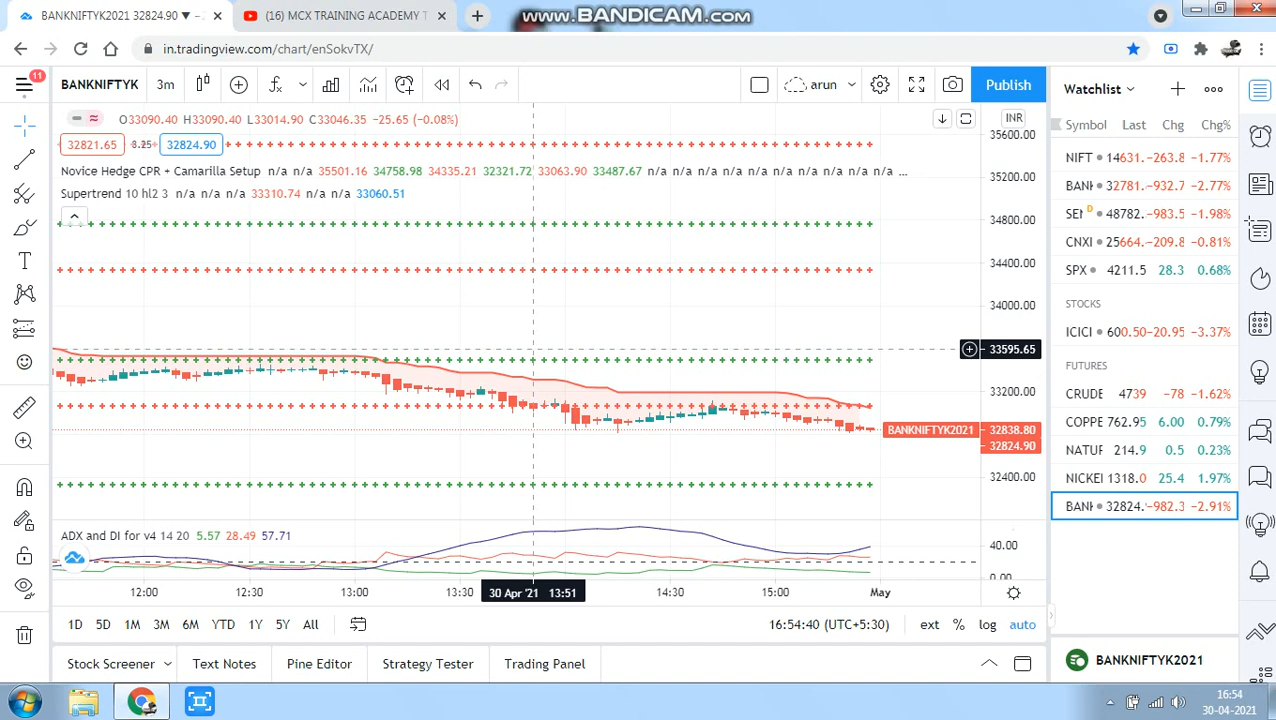 BANKNIFTYK2021 32824.90 ▼ -
(16) MCX TRAINING ACADEMY T
www.BANDICAM.com
in.tradingview.com/chart/enSokvTX/
11
BANKNIFTYK
3m
arun
Publish
Watchlist
O33090.40 H33090.40 L33014.90 C33046.35 -25.65 (-0.08%)
INR
32821.65
8.25
32824.90
Novice Hedge CPR + Camarilla Setup n/a n/a 35501.16 34758.98 34335.21 32321.72 33063.90 33487.67 n/a n/a n/a n/a n/a n/a n/a n/a n/a n/a ...
Supertrend 10 hl2 3 n/a n/a n/a 33310.74 n/a n/a 33060.51
35600.00
35200.00
34800.00
34400.00
34000.00
33595.65
33200.00
BANKNIFTYK2021
32838.80
32824.90
32400.00
ADX and DI for v4 14 20 5.57 28.49 57.71
40.00
0.00
12:00
12:30
13:00
13:30
30 Apr '21 13:51
14:30
15:00
May
1D 5D 1M 3M 6M YTD 1Y 5Y All
16:54:40 (UTC+5:30)
ext % log auto
Stock Screener
Text Notes
Pine Editor
Strategy Tester
Trading Panel
Symbol Last Chg Chg%
NIFT 14631. -263.8 -1.77%
BANK 32781. -932.7 -2.77%
SEN D 48782. -983.5 -1.98%
CNXI 25664. -209.8 -0.81%
SPX 4211.5 28.3 0.68%
STOCKS
ICICI 600.50 -20.95 -3.37%
FUTURES
CRUDE 4739 -78 -1.62%
COPPE 762.95 6.00 0.79%
NATUR 214.9 0.5 0.23%
NICKEL 1318.0 25.4 1.97%
BANK 32824. -982.3 -2.91%
BANKNIFTYK2021
16:54
30-04-2021